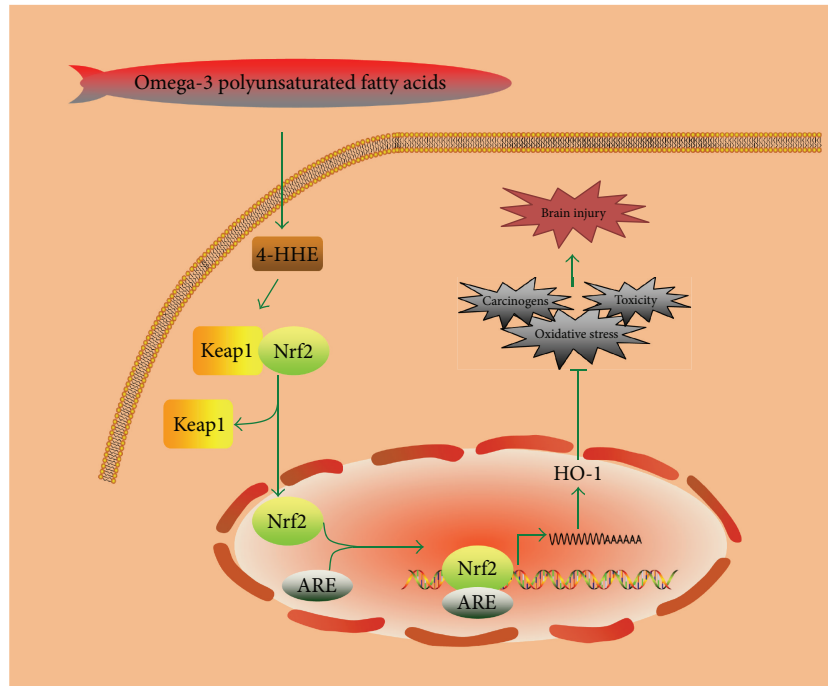 Omega-3 polyunsaturated fatty acids
Brain injury
4-HHE
Carcinogens
Toxicity
Oxidative stress
Keap1
Nrf2
Keap1
HO-1
Nrf2
AAAAAA
Nrf2
ARE
ARE